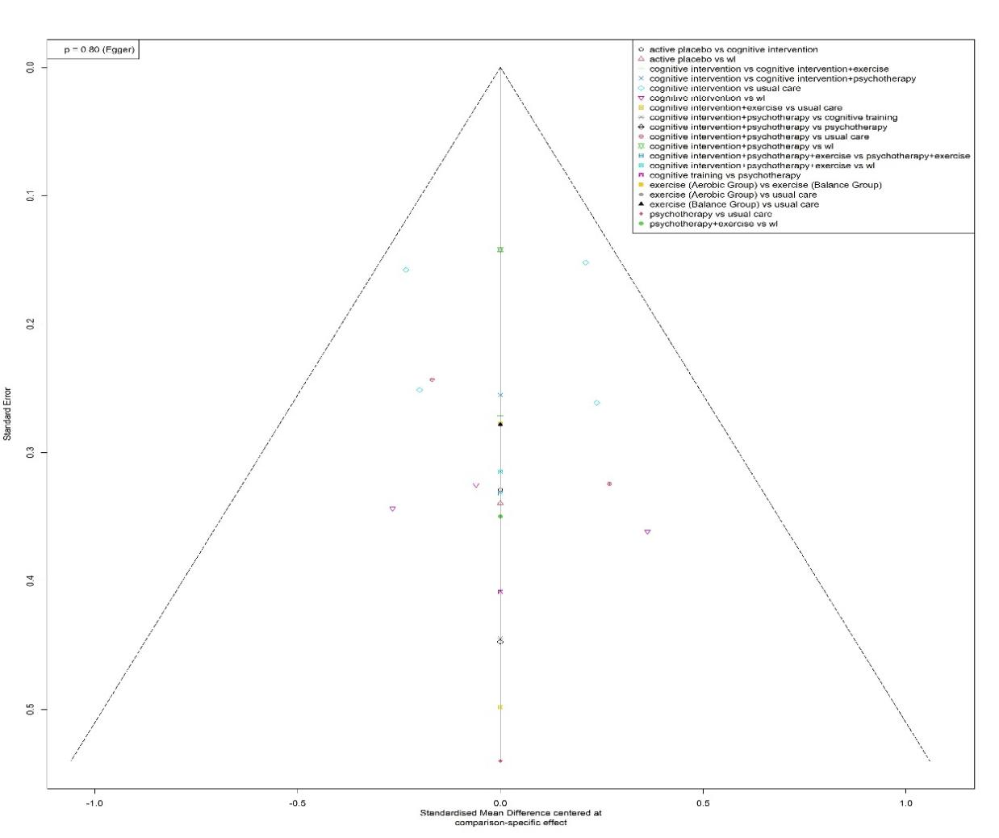 p = 0.80 (Egger)
active placebo vs cognitive intervention
active placebo vs wl
cognitive intervention vs cognitive intervention+exercise
cognitive intervention vs cognitive intervention+psychotherapy
cognitive intervention vs usual care
cognitive intervention vs wl
cognitive intervention+exercise vs usual care
cognitive intervention+psychotherapy vs cognitive training
cognitive intervention+psychotherapy vs psychotherapy
cognitive intervention+psychotherapy vs usual care
cognitive intervention+psychotherapy vs wl
cognitive intervention+psychotherapy+exercise vs psychotherapy+exercise
cognitive intervention+psychotherapy+exercise vs wl
cognitive training vs psychotherapy
exercise (Aerobic Group) vs exercise (Balance Group)
exercise (Aerobic Group) vs usual care
exercise (Balance Group) vs usual care
psychotherapy vs usual care
psychotherapy+exercise vs wl
0.0
0.1
0.2
0.3
0.4
0.5
Standard Error
-1.0
-0.5
0.0
0.5
1.0
Standardised Mean Difference centered at
comparison-specific effect